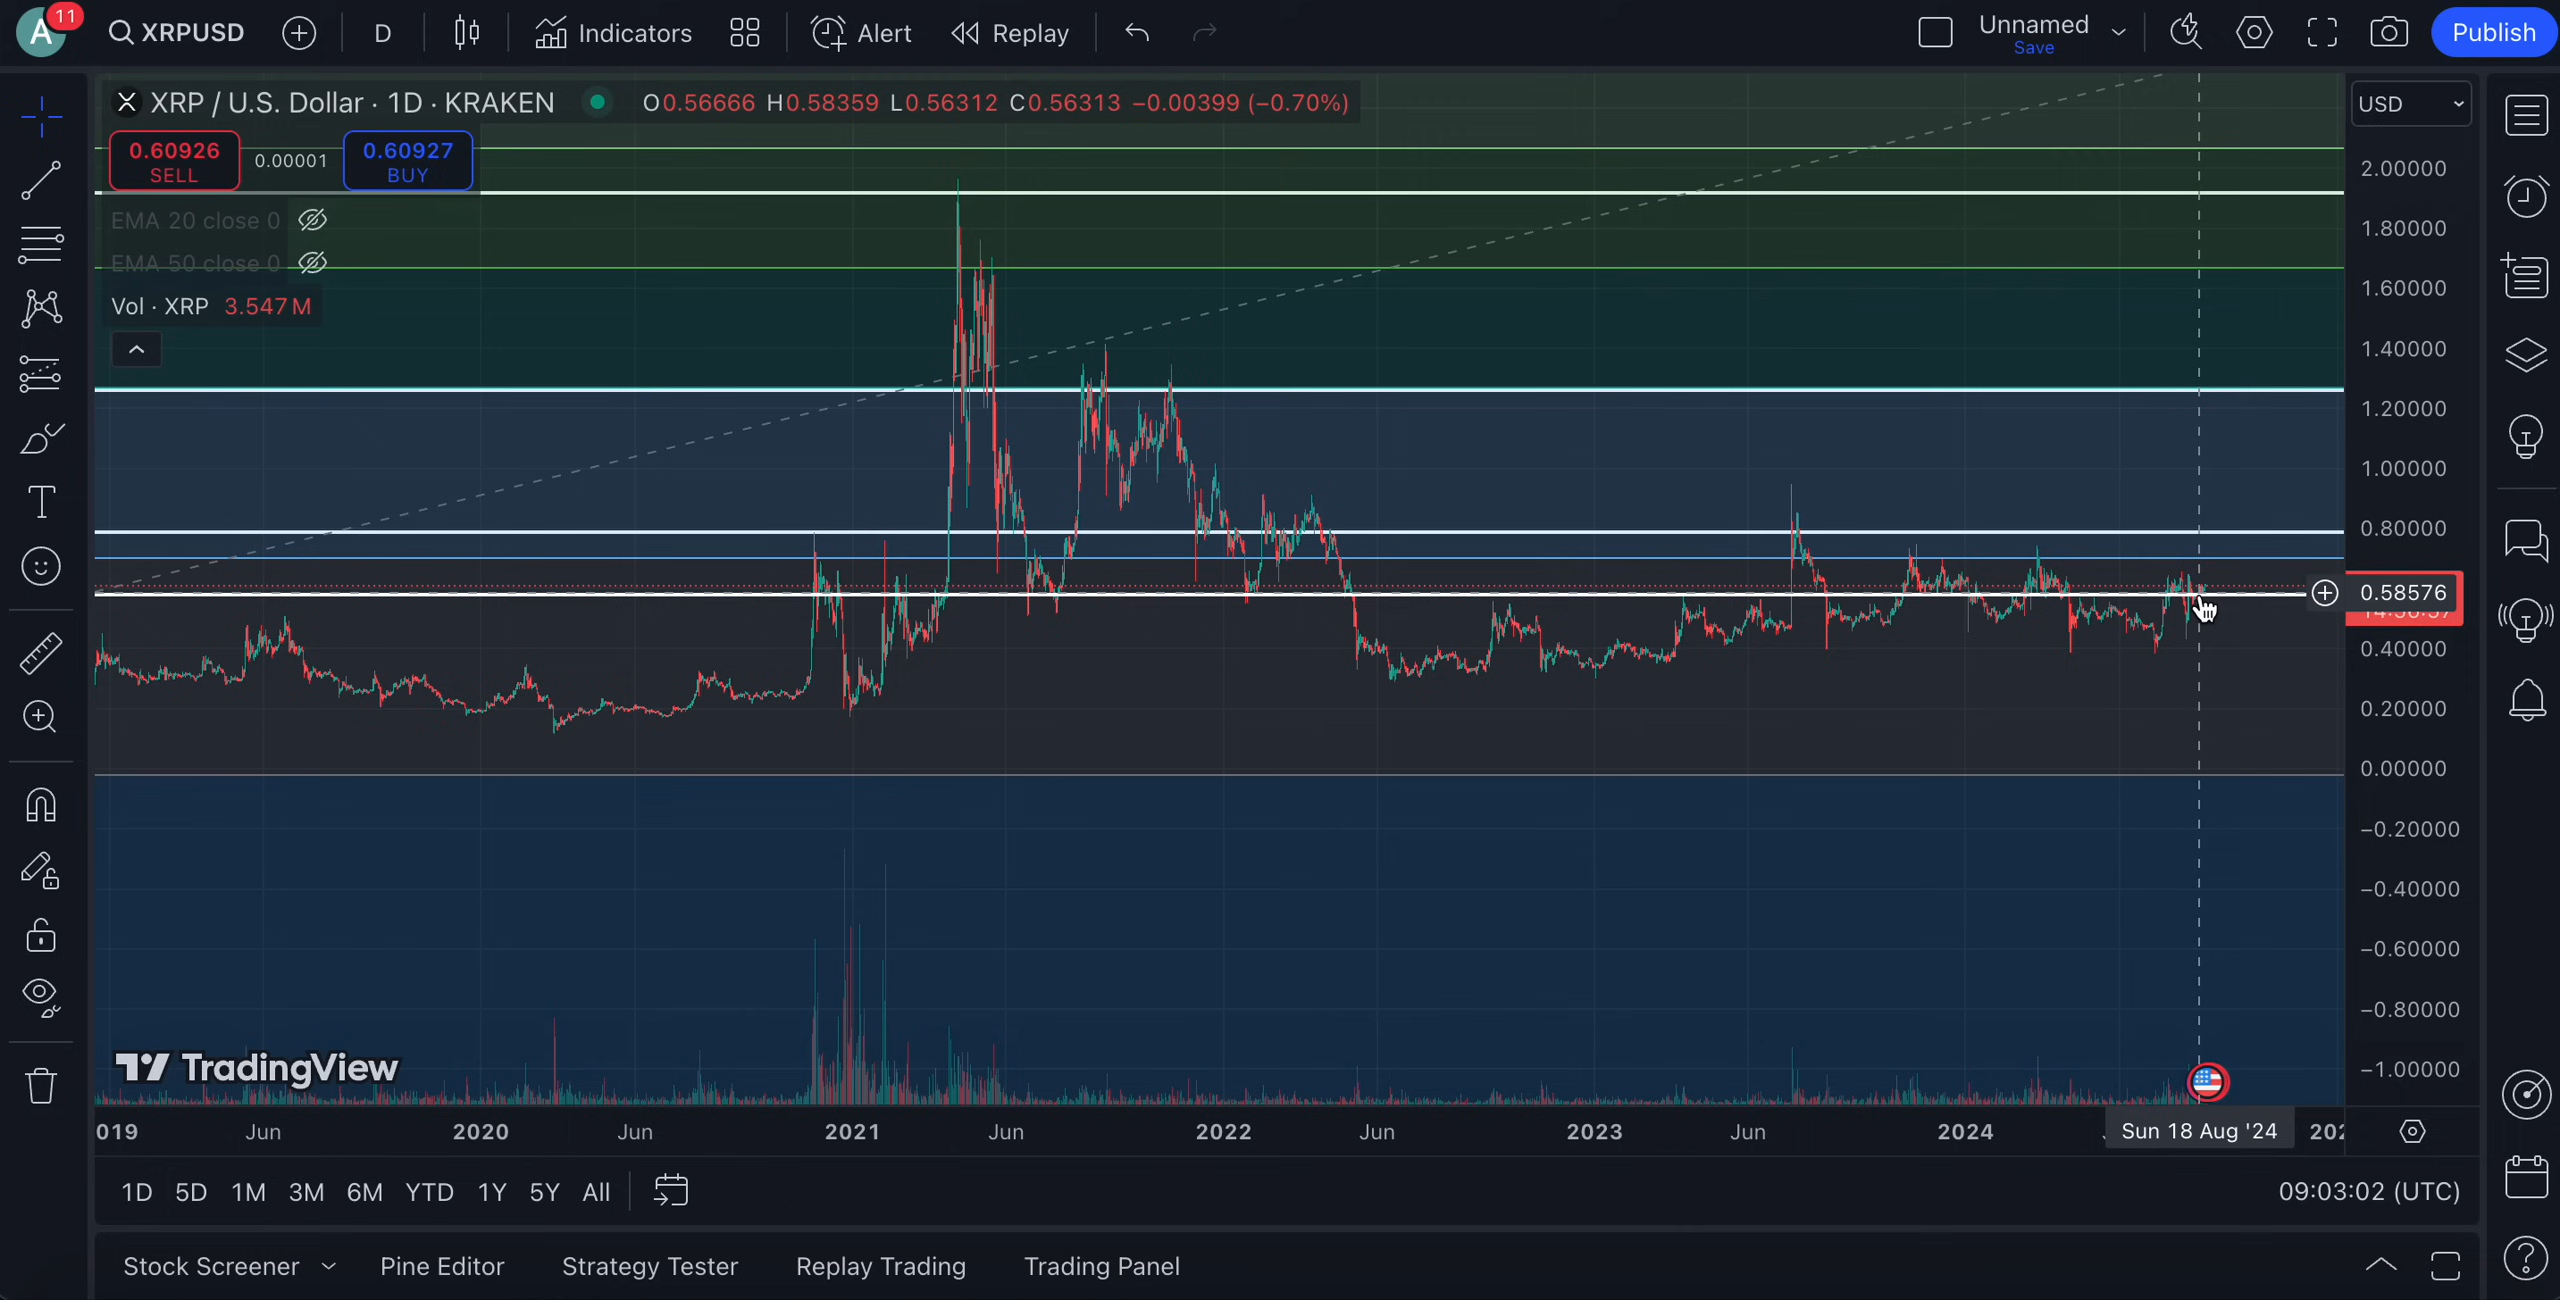 A 11 XRPUSD D Indicators Alert Replay Unnamed Save Publish
XRP / U.S. Dollar · 1D · KRAKEN O0.56666 H0.58359 L0.56312 C0.56313 −0.00399 (−0.70%)
USD
0.60926 SELL 0.00001 0.60927 BUY
EMA 20 close 0
EMA 50 close 0
Vol · XRP 3.547M
2.00000
1.80000
1.60000
1.40000
1.20000
1.00000
0.80000
0.58576
0.40000
0.20000
0.00000
−0.20000
−0.40000
−0.60000
−0.80000
−1.00000
TradingView
019 Jun 2020 Jun 2021 Jun 2022 Jun 2023 Jun 2024 Sun 18 Aug '24 202
1D 5D 1M 3M 6M YTD 1Y 5Y All 09:03:02 (UTC)
Stock Screener Pine Editor Strategy Tester Replay Trading Trading Panel